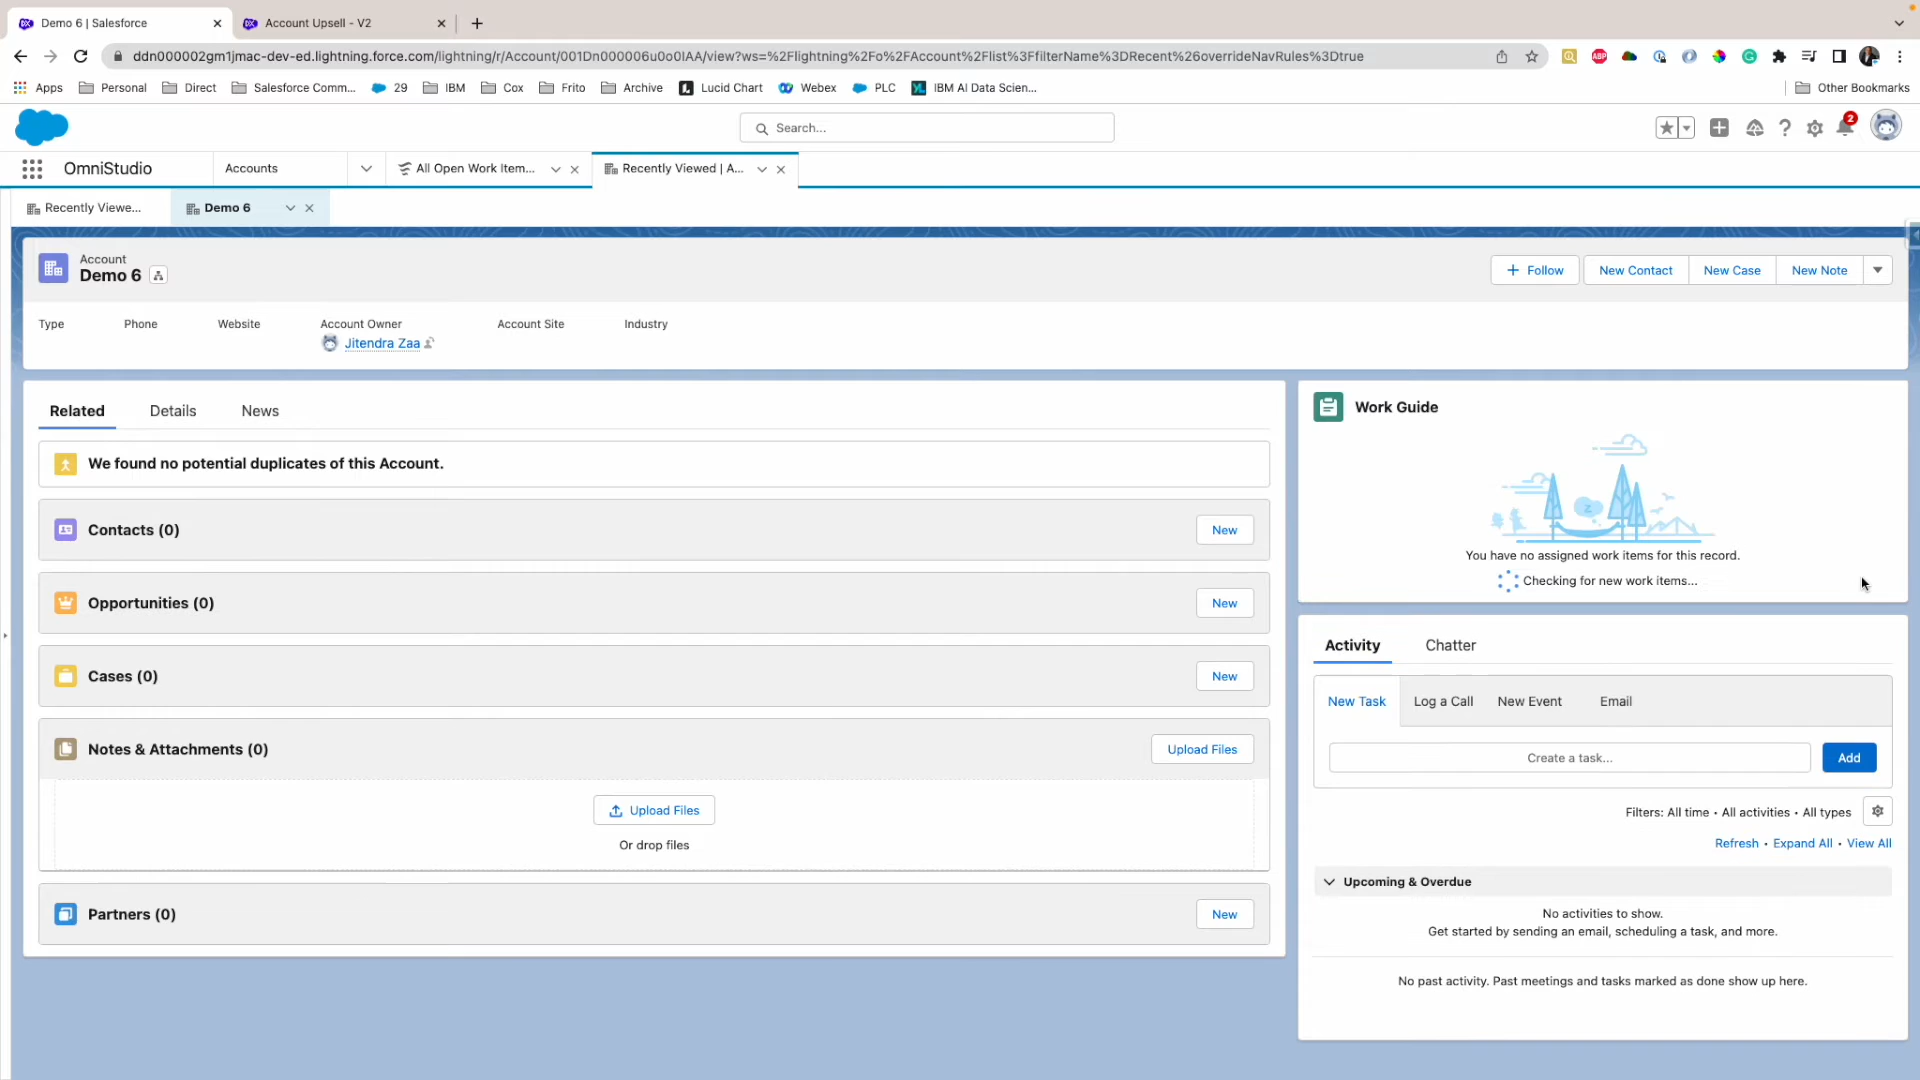 Demo 6 | Salesforce
Account Upsell - V2
ddn000002gm1jmac-dev-ed.lightning.force.com/lightning/r/Account/001Dn000006u0o0IAA/view?ws=%2Flightning%2Fo%2FAccount%2Flist%3FfilterName%3DRecent%26overrideNavRules%3Dtrue
ABP
Apps Personal Direct Salesforce Comm... 29 IBM Cox Frito Archive Lucid Chart Webex PLC IBM AI Data Scien... Other Bookmarks
Search...
2
OmniStudio Accounts All Open Work Item... Recently Viewed | A...
Recently Viewe... Demo 6
Account
Demo 6
Follow New Contact New Case New Note
Type Phone Website Account Owner Account Site Industry
Jitendra Zaa
Related Details News
We found no potential duplicates of this Account.
Contacts (0) New
Opportunities (0) New
Cases (0) New
Notes & Attachments (0) Upload Files
Upload Files
Or drop files
Partners (0) New
Work Guide
z
You have no assigned work items for this record.
Checking for new work items...
Activity Chatter
New Task Log a Call New Event Email
Create a task... Add
Filters: All time • All activities • All types
Refresh • Expand All • View All
Upcoming & Overdue
No activities to show.
Get started by sending an email, scheduling a task, and more.
No past activity. Past meetings and tasks marked as done show up here.